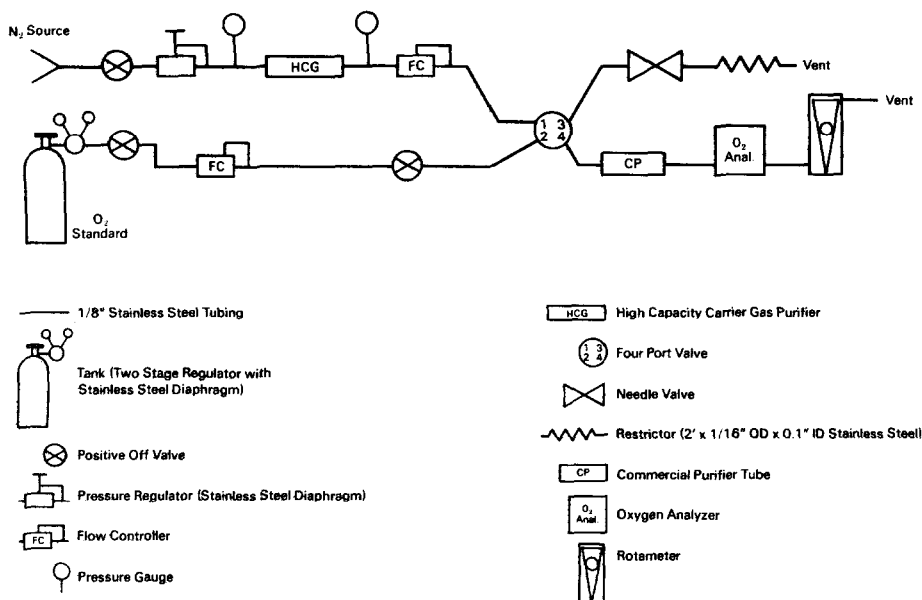 N₂ Source
HCG
FC
Vent
1 3
2 4
Vent
FC
CP
O₂
Anal.
O₂
Standard
1/8" Stainless Steel Tubing
Tank (Two Stage Regulator with
Stainless Steel Diaphragm)
Positive Off Valve
Pressure Regulator (Stainless Steel Diaphragm)
FC Flow Controller
Pressure Gauge
HCG High Capacity Carrier Gas Purifier
1 3
2 4
Four Port Valve
Needle Valve
Restrictor (2' x 1/16" OD x 0.1" ID Stainless Steel)
CP Commercial Purifier Tube
O₂
Anal.
Oxygen Analyzer
Rotameter